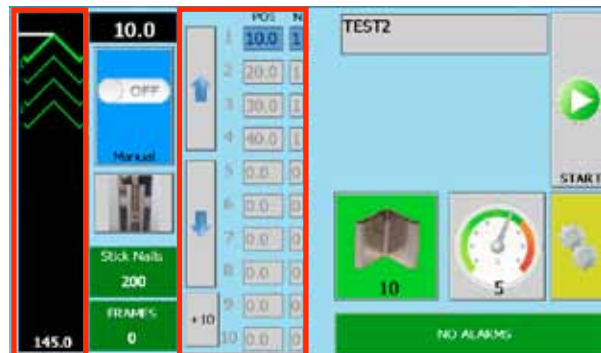 10.0
OFF
Manual
Stick Nails
200
FRAMES
0
145.0
+10
POS N
1 10.0 1
2 20.0 1
3 30.0 1
4 40.0 1
5 0.0 0
6 0.0 0
7 0.0 0
8 0.0 0
9 0.0 0
10 0.0 0
TEST2
START
10
5
NO ALARMS